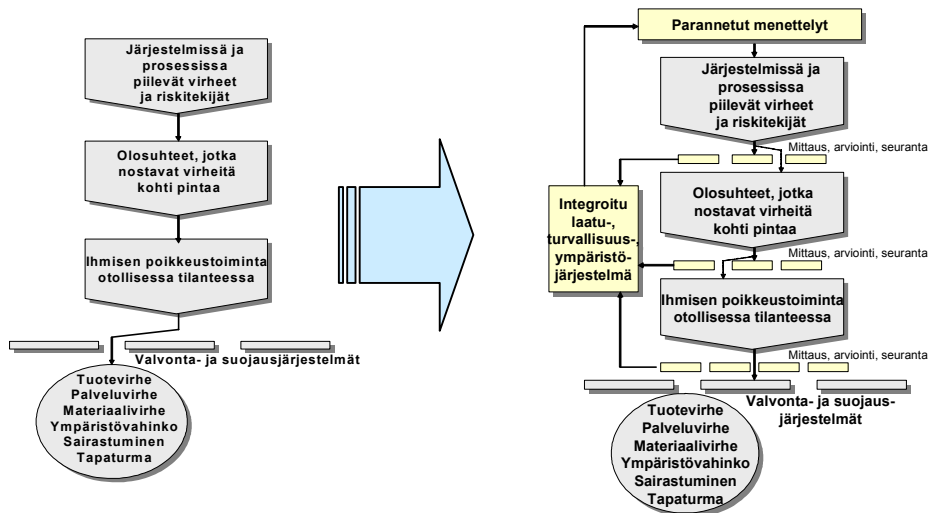 Järjestelmissä ja
prosessissa
piilevät virheet
ja riskitekijät
Olosuhteet, jotka
nostavat virheitä
kohti pintaa
Ihmisen poikkeustoiminta
otollisessa tilanteessa
Valvonta- ja suojausjärjestelmät
Tuotevirhe
Palveluvirhe
Materiaalivirhe
Ympäristövahinko
Sairastuminen
Tapaturma
Parannetut menettelyt
Järjestelmissä ja
prosessissa
piilevät virheet
ja riskitekijät
Mittaus, arviointi, seuranta
Integroitu
laatu-,
turvallisuus-,
ympäristö-
järjestelmä
Olosuhteet, jotka
nostavat virheitä
kohti pintaa
Mittaus, arviointi, seuranta
Ihmisen poikkeustoiminta
otollisessa tilanteessa
Mittaus, arviointi, seuranta
Valvonta- ja suojaus-
järjestelmät
Tuotevirhe
Palveluvirhe
Materiaalivirhe
Ympäristövahinko
Sairastuminen
Tapaturma